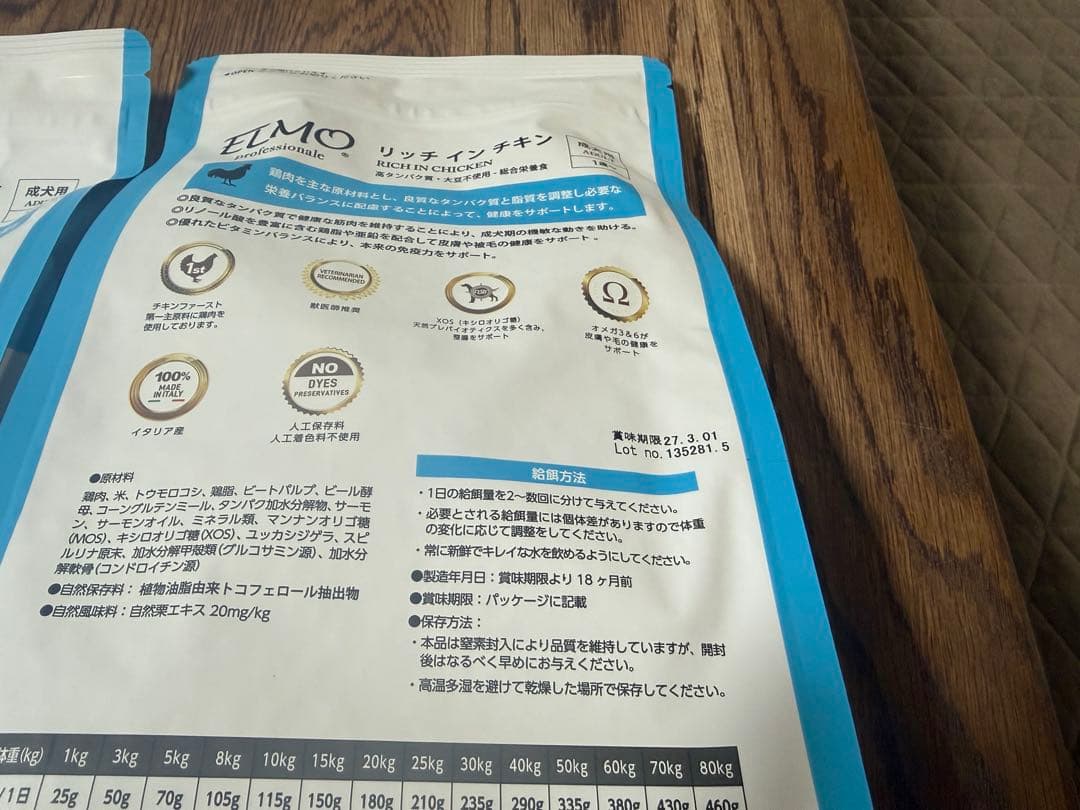 成犬用
◀OPEN
ELMO
professionale ®
リッチ イン チキン
RICH IN CHICKEN
高タンパク質・大豆不使用 - 総合栄養食
成犬用
1歳〜
鶏肉を主な原材料とし、良質なタンパク質と脂質を調整し必要な
栄養バランスに配慮することによって、健康をサポートします。
◎良質なタンパク質で健康な筋肉を維持することにより、成犬期の機敏な動きを助ける。
◎リノール酸を豊富に含む鶏脂や亜鉛を配合して皮膚や被毛の健康をサポート 。
◎優れたビタミンバランスにより、本来の免疫力をサポート。
1st
チキンファースト
第一主原料に鶏肉を
使用しております。
VETERINARIAN
RECOMMENDED
獣医師推奨
XOS（キシロオリゴ糖）
天然プレバイオティクスを多く含み、
整腸をサポート
Ω
オメガ3＆6が
皮膚や毛の健康を
サポート
100%
MADE
IN ITALY
イタリア産
NO
DYES
PRESERVATIVES
人工保存料
人工着色料不使用
賞味期限27.3.01
Lot no.135281.5
●原材料
鶏肉、米、トウモロコシ、鶏脂、ビートパルプ、ビール酵
母、コーングルテンミール、タンパク加水分解物、サーモ
ン、サーモンオイル、ミネラル類、マンナンオリゴ糖
(MOS)、キシロオリゴ糖(XOS)、ユッカシジゲラ、スピ
ルリナ原末、加水分解甲殻類(グルコサミン源)、加水分
解軟骨(コンドロイチン源)
●自然保存料： 植物油脂由来トコフェロール抽出物
●自然風味料：自然栗エキス 20mg/kg
給餌方法
・1日の給餌量を2〜数回に分けて与えてください。
・必要とされる給餌量には個体差がありますので体重
の変化に応じて調整をしてください。
・常に新鮮でキレイな水を飲めるようにしてください。
●製造年月日：賞味期限より 18 ヶ月前
●賞味期限：パッケージに記載
●保存方法：
・本品は窒素封入により品質を維持していますが、開封
後はなるべく早めにお与えください。
・高温多湿を避けて乾燥した場所で保存してください。
体重(kg) 1kg 3kg 5kg 8kg 10kg 15kg 20kg 25kg 30kg 40kg 50kg 60kg 70kg 80kg
/1日 25g 50g 70g 105g 115g 150g 180g 210g 235g 290g 335g 380g 430g 460g